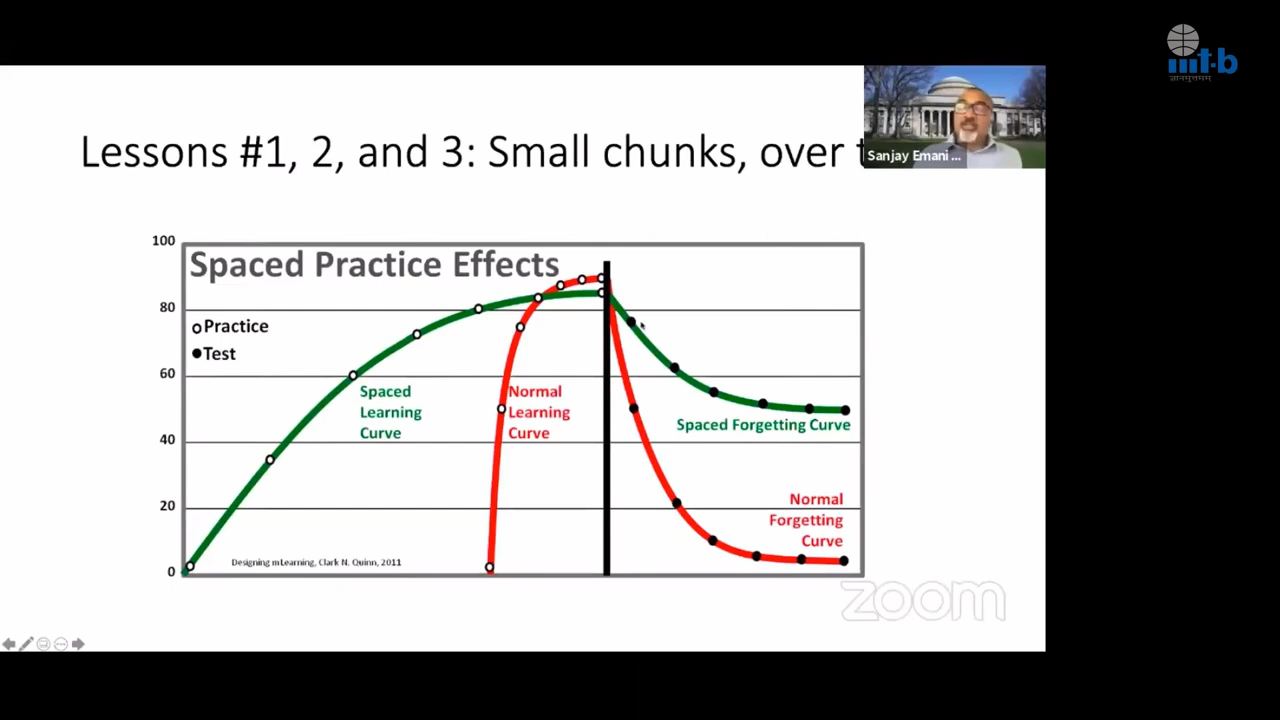 iiit-b
ज्ञानमुत्तमम्
Lessons #1, 2, and 3: Small chunks, over
Sanjay Emani ...
100
Spaced Practice Effects
80
Practice
Test
60
Spaced
Learning
Curve
Normal
Learning
Curve
40
Spaced Forgetting Curve
20
Normal
Forgetting
Curve
Designing mLearning, Clark N. Quinn, 2011
0
zoom